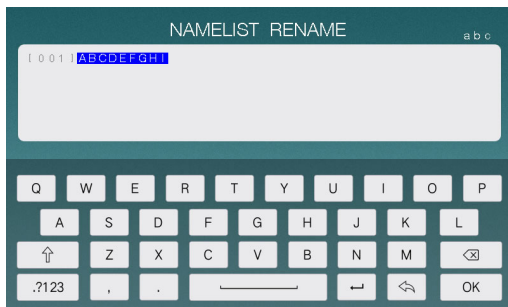 NAMELIST RENAME
abc
[001]ABCDEFGHI
Q W E R T Y U I O P
A S D F G H J K L
Z X C V B N M
.?123 , . OK